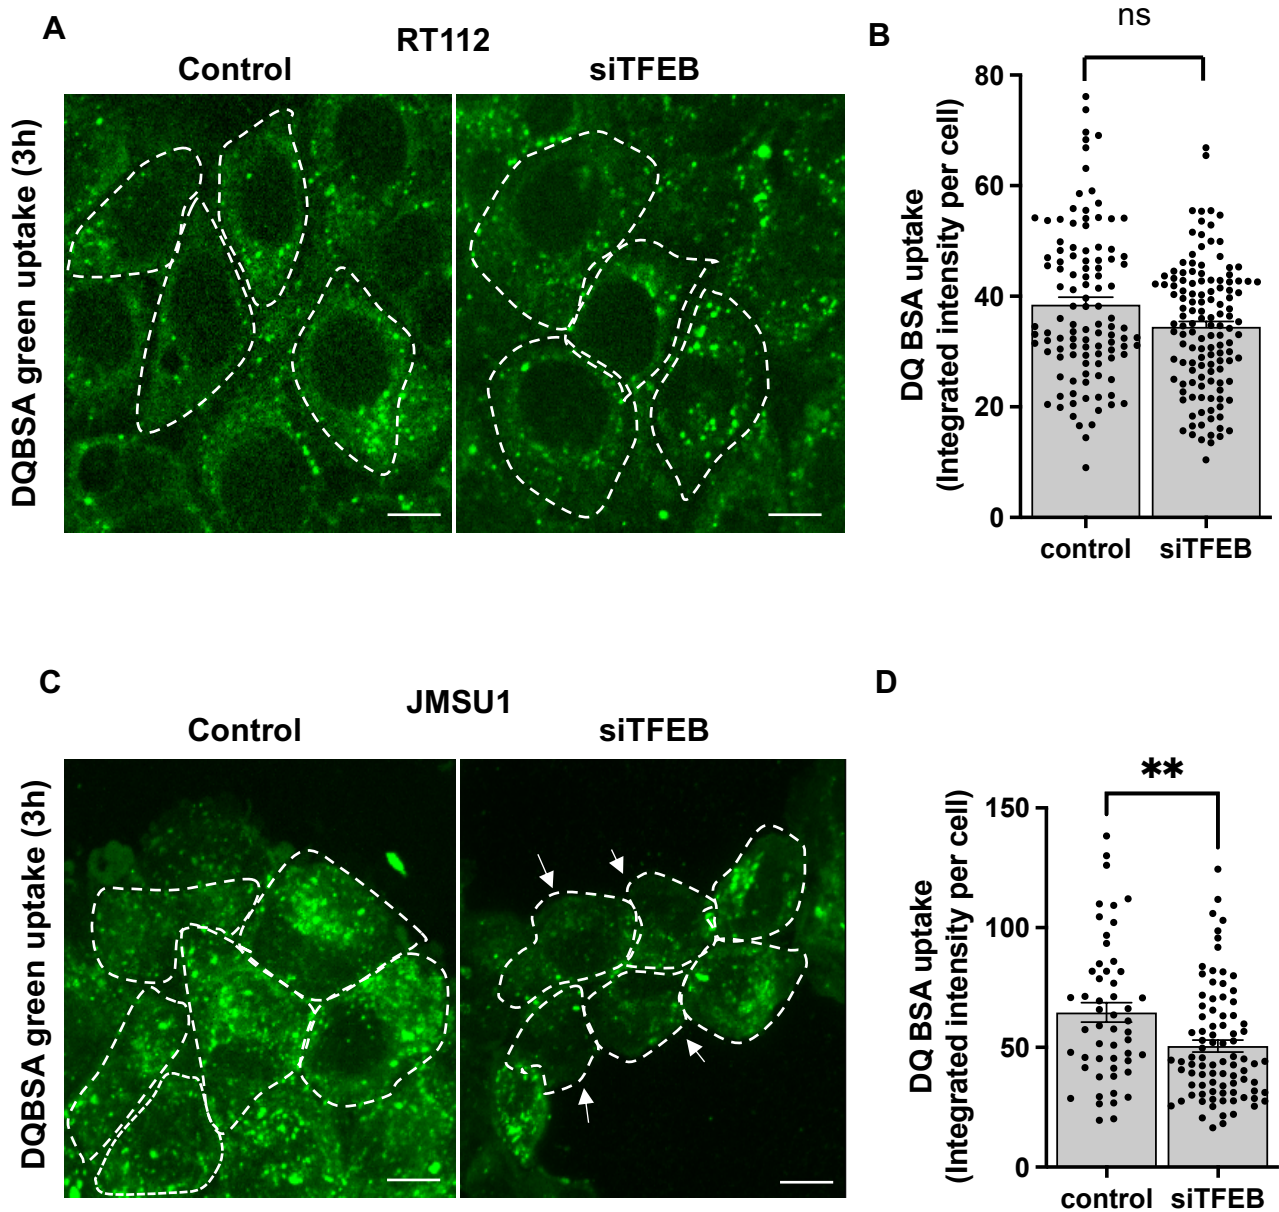 A
RT112
Control
siTFEB
DQBSA green uptake (3h)
B
ns
DQ BSA uptake
(Integrated intensity per cell)
80
60
40
20
0
control
siTFEB
C
JMSU1
Control
siTFEB
DQBSA green uptake (3h)
D
**
DQ BSA uptake
(Integrated intensity per cell)
150
100
50
0
control
siTFEB